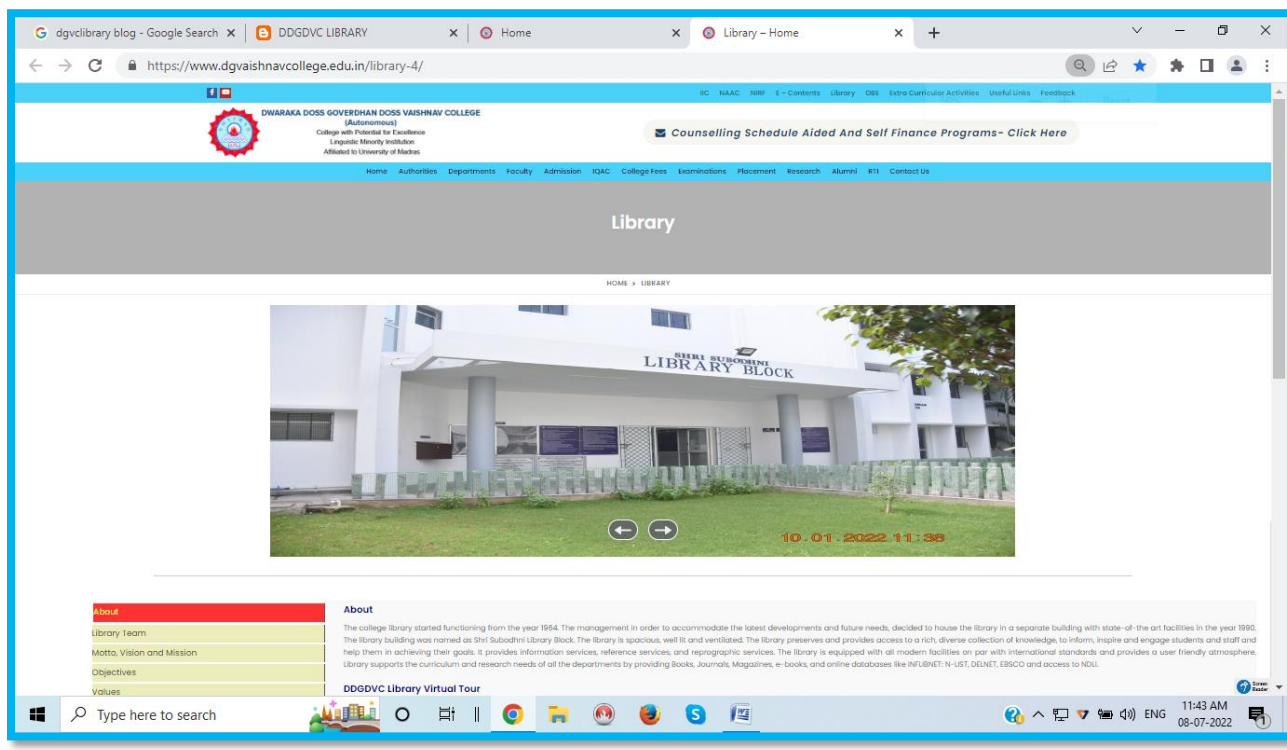 dgvclibrary blog - Google Search
DDGDVC LIBRARY
Home
Library – Home
https://www.dgvaishnavcollege.edu.in/library-4/
IIC NAAC NIRF E - Contents Library OBE Extra Curricular Activities Useful Links Feedback
DWARAKA DOSS GOVERDHAN DOSS VAISHNAV COLLEGE
(Autonomous)
College with Potential for Excellence
Linguistic Minority Institution
Affiliated to University of Madras
Counselling Schedule Aided And Self Finance Programs- Click Here
Home Authorities Departments Faculty Admission IQAC College Fees Examinations Placement Research Alumni RTI Contact Us
Library
HOME > LIBRARY
SHRI SUBODHNI
LIBRARY BLOCK
10.01.2022 11:38
About
Library Team
Motto, Vision and Mission
Objectives
Values
About
The college library started functioning from the year 1964. The management in order to accommodate the latest developments and future needs, decided to house the library in a separate building with state-of-the art facilities in the year 1990.
The library building was named as Shri Subodhni Library Block. The library is spacious, well lit and ventilated. The library preserves and provides access to a rich, diverse collection of knowledge, to inform, inspire and engage students and staff and
help them in achieving their goals. It provides information services, reference services, and reprographic services. The library is equipped with all modern facilities on par with international standards and provides a user friendly atmosphere.
Library supports the curriculum and research needs of all the departments by providing Books, Journals, Magazines, e-books, and online databases like INFLIBNET: N-LIST, DELNET, EBSCO and access to NDLI.
DDGDVC Library Virtual Tour
Screen
Reader
Type here to search
ENG
11:43 AM
08-07-2022